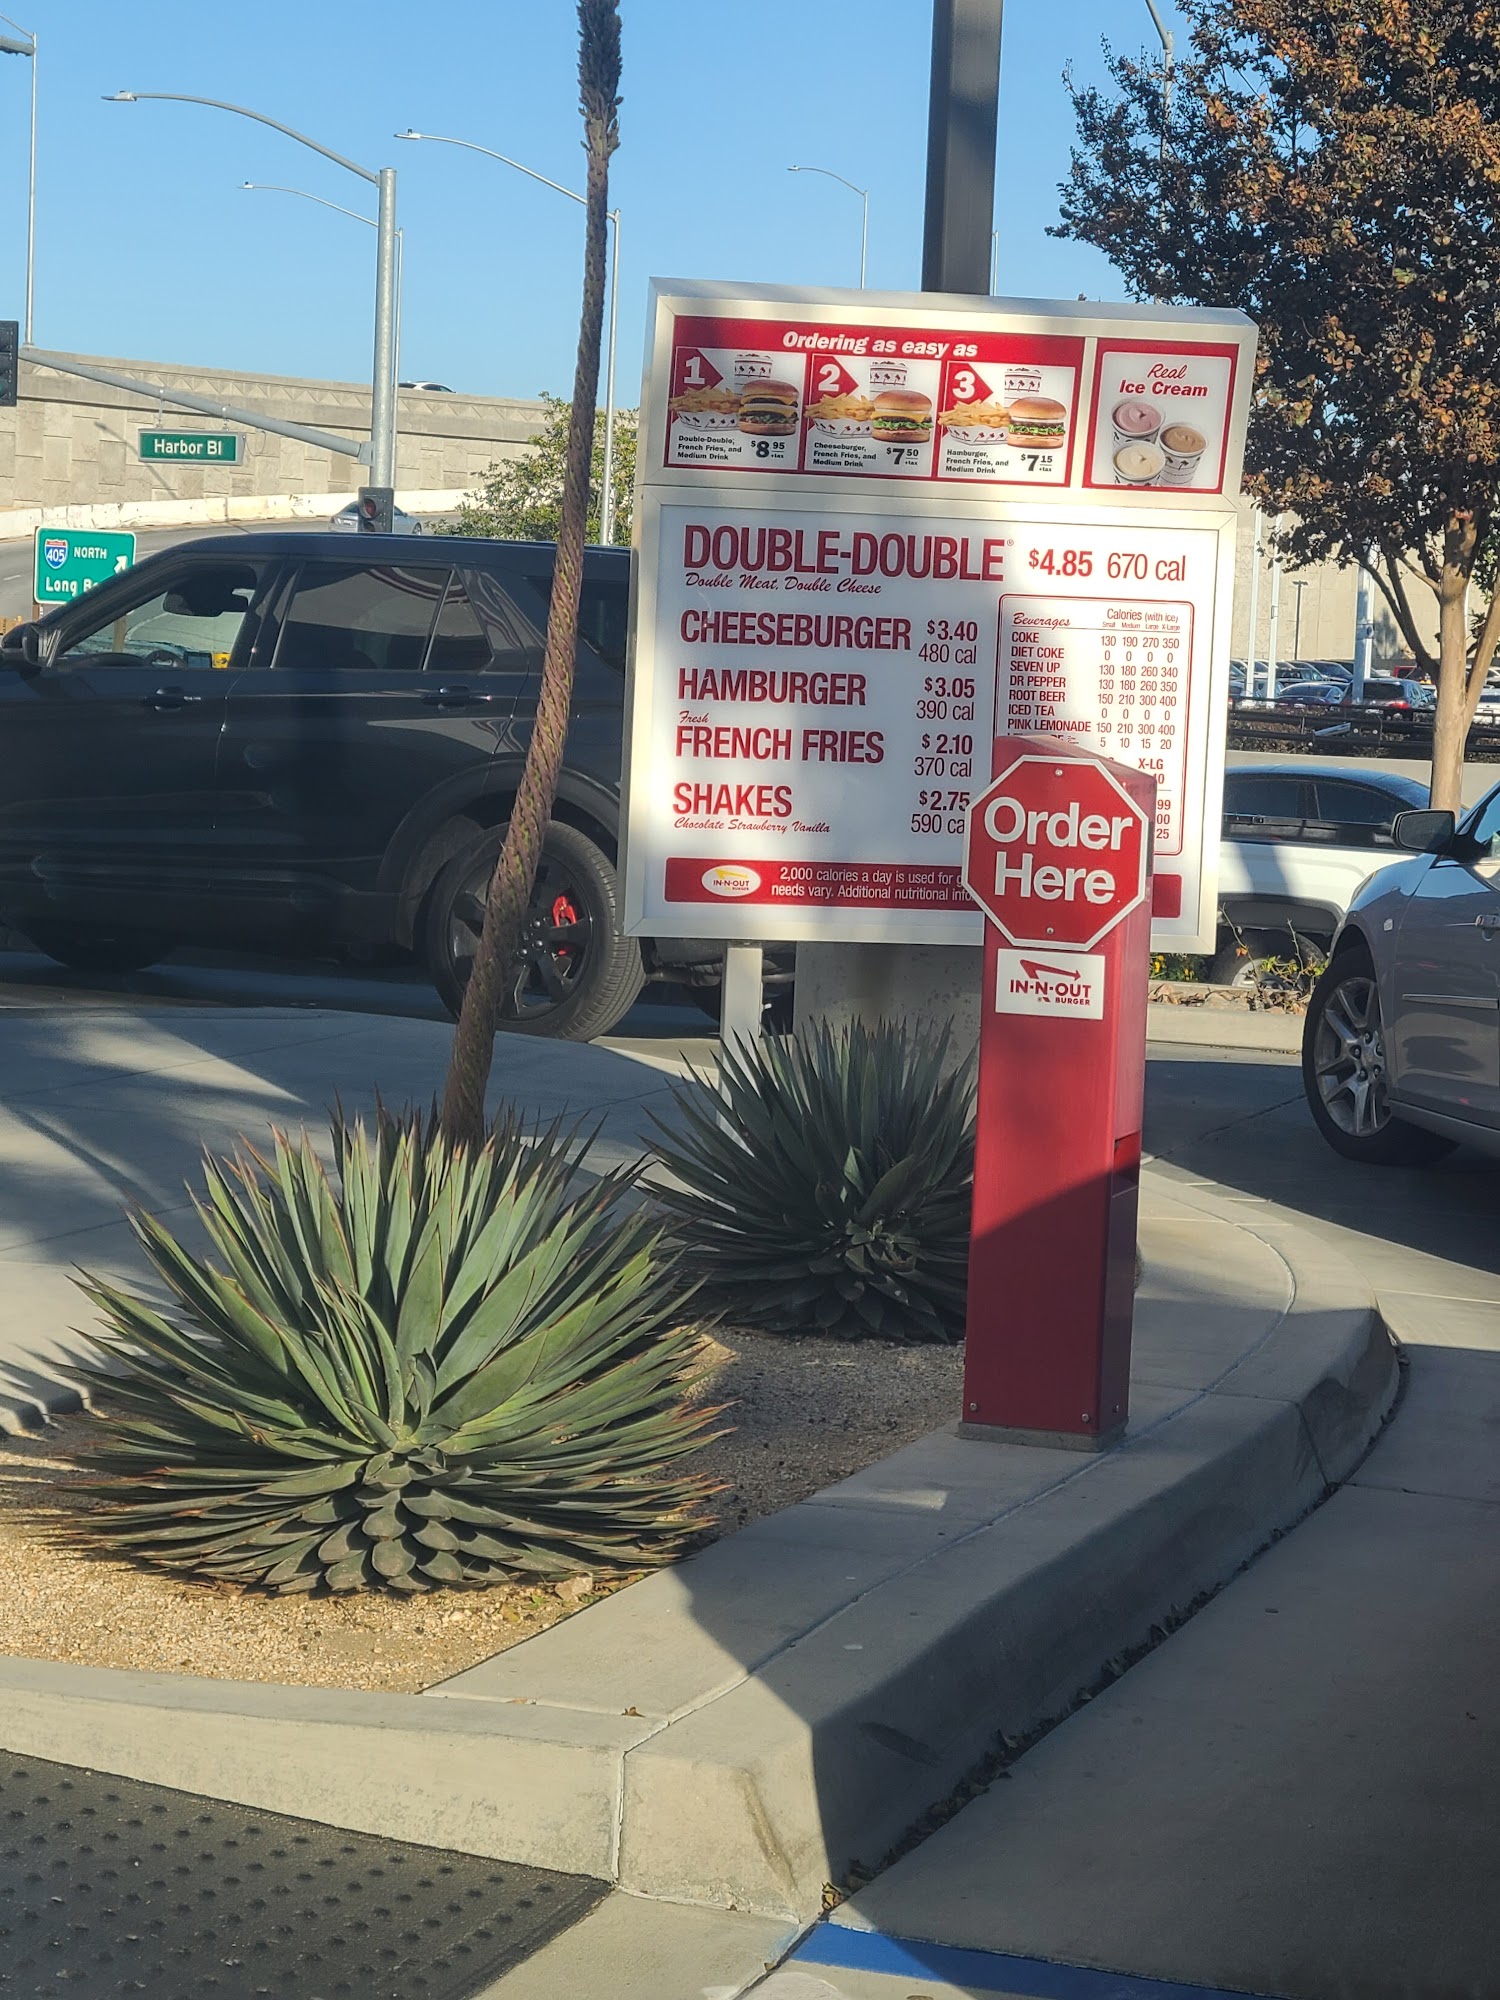 Harbor Bl
405 NORTH
Long
Ordering as easy as
1
Double-Double,
French Fries, and
Medium Drink
$8 95
+tax
2
Cheeseburger,
French Fries, and
Medium Drink
$7 50
+tax
3
Hamburger,
French Fries, and
Medium Drink
$7 15
+tax
Real
Ice Cream
DOUBLE-DOUBLE® $4.85 670 cal
Double Meat, Double Cheese
CHEESEBURGER $3.40
480 cal
HAMBURGER $3.05
390 cal
Fresh
FRENCH FRIES $2.10
370 cal
SHAKES $2.75
Chocolate Strawberry Vanilla 590
Beverages Calories (with ice)
Small Medium Large X-Large
COKE 130 190 270 350
DIET COKE 0 0 0 0
SEVEN UP 130 180 260 340
DR PEPPER 130 180 260 350
ROOT BEER 150 210 300 400
ICED TEA 0 0 0 0
PINK LEMONADE 150 210 300 400
5 10 15 20
X-LG
IN-N-OUT
BURGER
2,000 calories a day is used for
needs vary. Additional nutritional
Order
Here
IN-N-OUT
BURGER